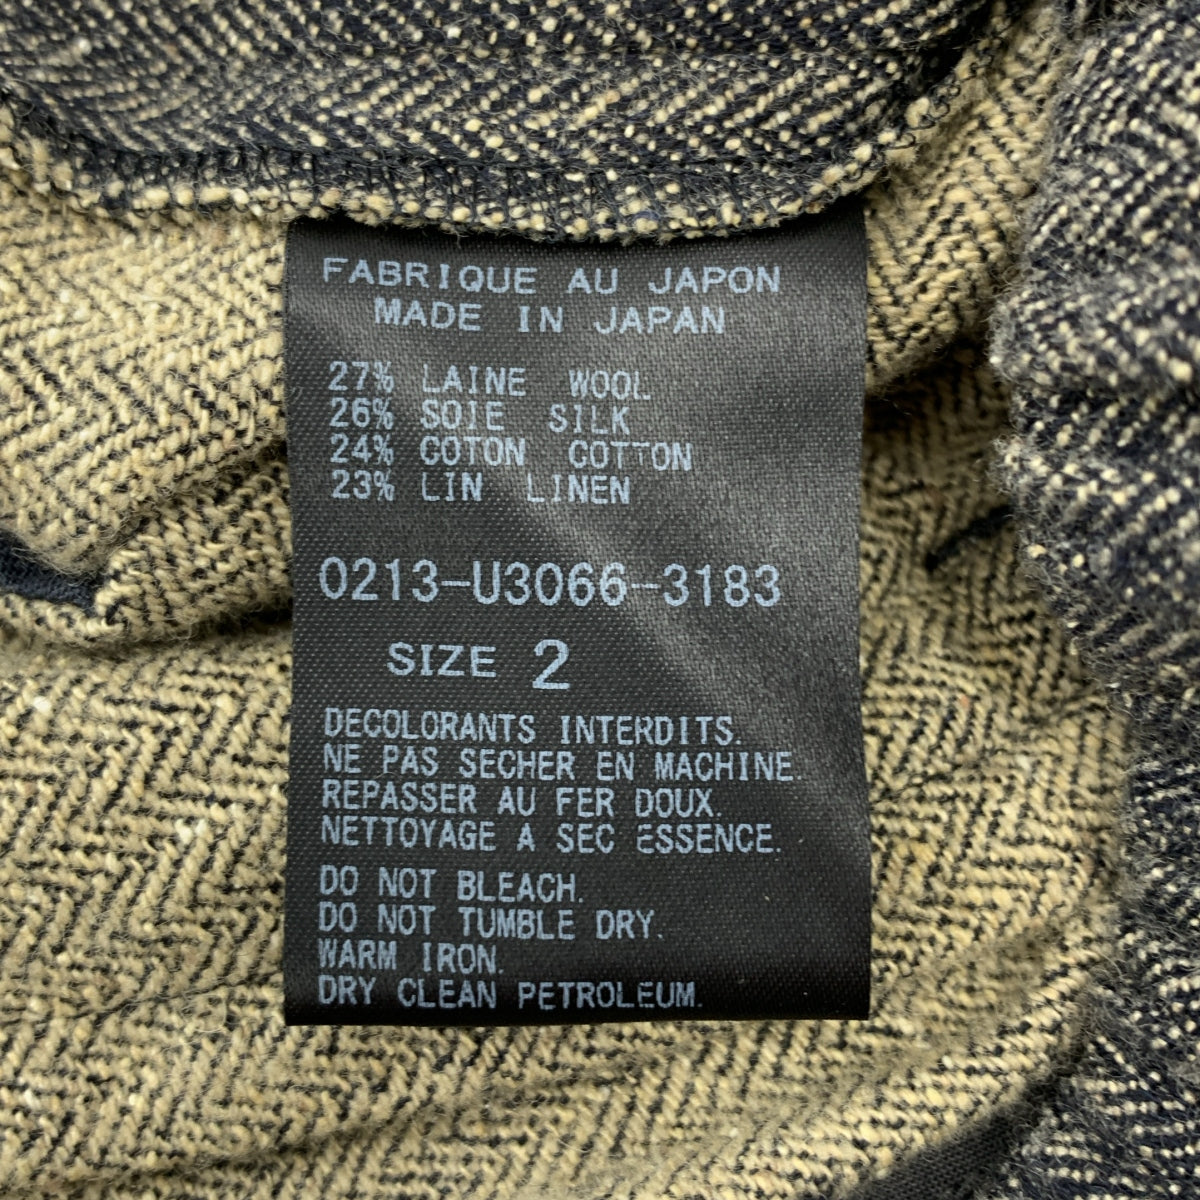 FABRIQUE AU JAPON
MADE IN JAPAN
27% LAINE WOOL
26% SOIE SILK
24% COTON COTTON
23% LIN LINEN
0213-U3066-3183
SIZE 2
DECOLORANTS INTERDITS.
NE PAS SECHER EN MACHINE.
REPASSER AU FER DOUX.
NETTOYAGE A SEC ESSENCE.
DO NOT BLEACH.
DO NOT TUMBLE DRY.
WARM IRON.
DRY CLEAN PETROLEUM.